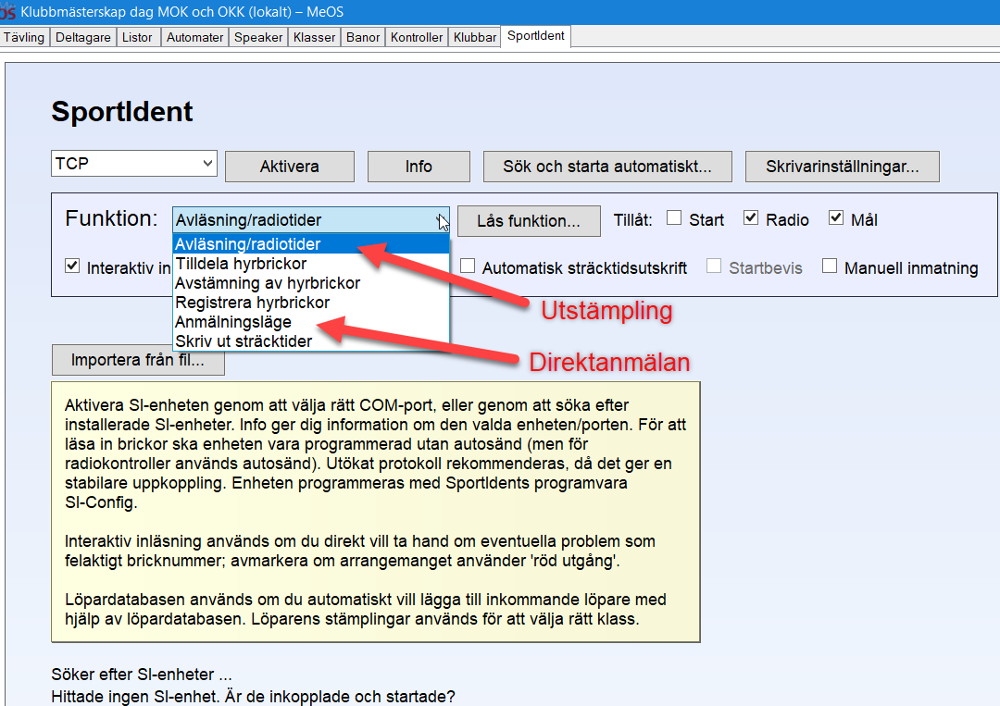 Klubbmästerskap dag MOK och OKK (lokalt) – MeOS
Tävling Deltagare Listor Automater Speaker Klasser Banor Kontroller Klubbar SportIdent
SportIdent
TCP Aktivera Info Sök och starta automatiskt... Skrivarinställningar...
Funktion: Avläsning/radiotider Lås funktion... Tillåt: Start Radio Mål
Avläsning/radiotider
Tilldela hyrbrickor
Interaktiv in Automatisk sträcktidsutskrift Startbevis Manuell inmatning
Avstämning av hyrbrickor
Registrera hyrbrickor
Utstämpling
Anmälningsläge
Skriv ut sträcktider
Direktanmälan
Importera från fil...
Aktivera SI-enheten genom att välja rätt COM-port, eller genom att söka efter
installerade SI-enheter. Info ger dig information om den valda enheten/porten. För att
läsa in brickor ska enheten vara programmerad utan autosänd (men för
radiokontroller används autosänd). Utökat protokoll rekommenderas, då det ger en
stabilare uppkoppling. Enheten programmeras med SportIdents programvara
SI-Config.
Interaktiv inläsning används om du direkt vill ta hand om eventuella problem som
felaktigt bricknummer; avmarkera om arrangemanget använder 'röd utgång'.
Löpardatabasen används om du automatiskt vill lägga till inkommande löpare med
hjälp av löpardatabasen. Löparens stämplingar används för att välja rätt klass.
Söker efter SI-enheter ...
Hittade ingen SI-enhet. Är de inkopplade och startade?